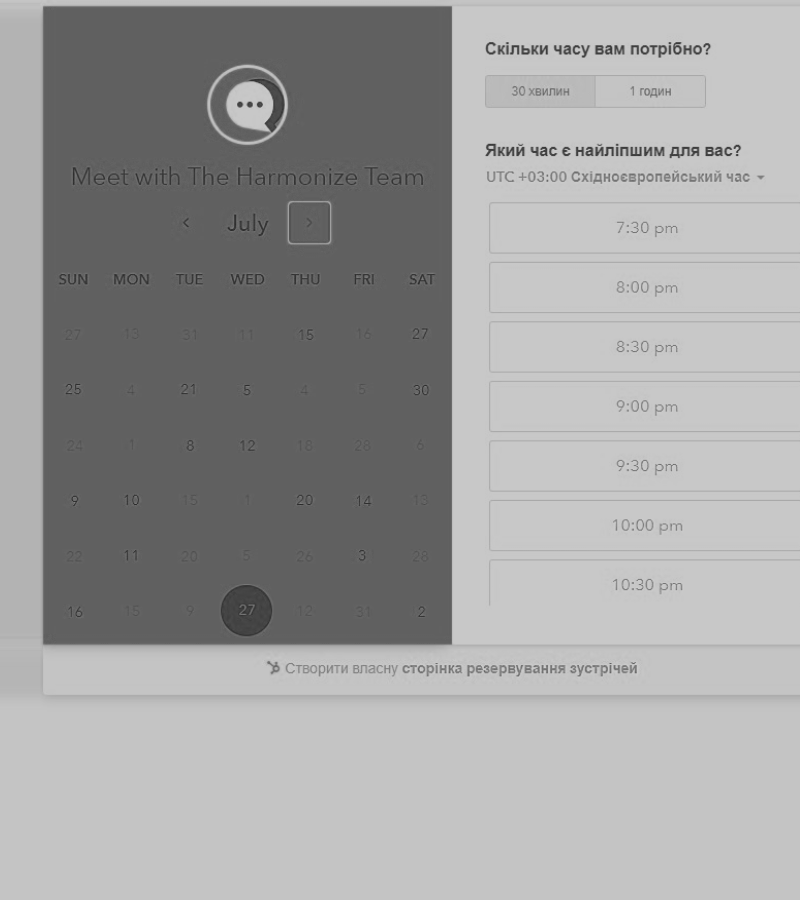 Meet with The Harmonize Team
July
SUN MON TUE WED THU FRI SAT
27 13 31 11 15 16 27
25 4 21 5 4 5 30
24 1 8 12 18 28 6
9 10 15 1 20 14 13
22 11 20 5 26 3 28
16 15 9 27 12 31 2
Скільки часу вам потрібно?
30 хвилин 1 годин
Який час є найліпшим для вас?
UTC +03:00 Східноєвропейський час
7:30 pm
8:00 pm
8:30 pm
9:00 pm
9:30 pm
10:00 pm
10:30 pm
Створити власну сторінка резервування зустрічей